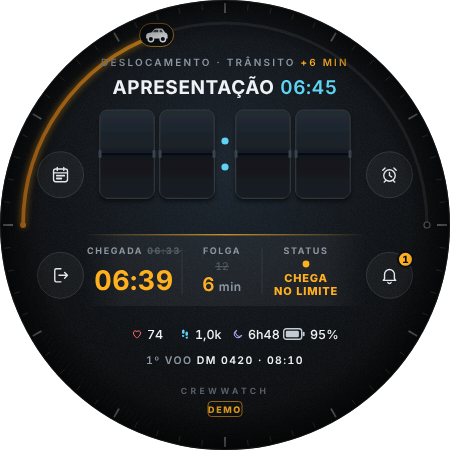 DESLOCAMENTO · TRÂNSITO +6 MIN
APRESENTAÇÃO 06:45
CHEGADA 06:33
06:39
FOLGA
12
6 min
STATUS
CHEGA
NO LIMITE
1
74 1,0k 6h48 95%
1º VOO DM 0420 · 08:10
CREWWATCH
DEMO